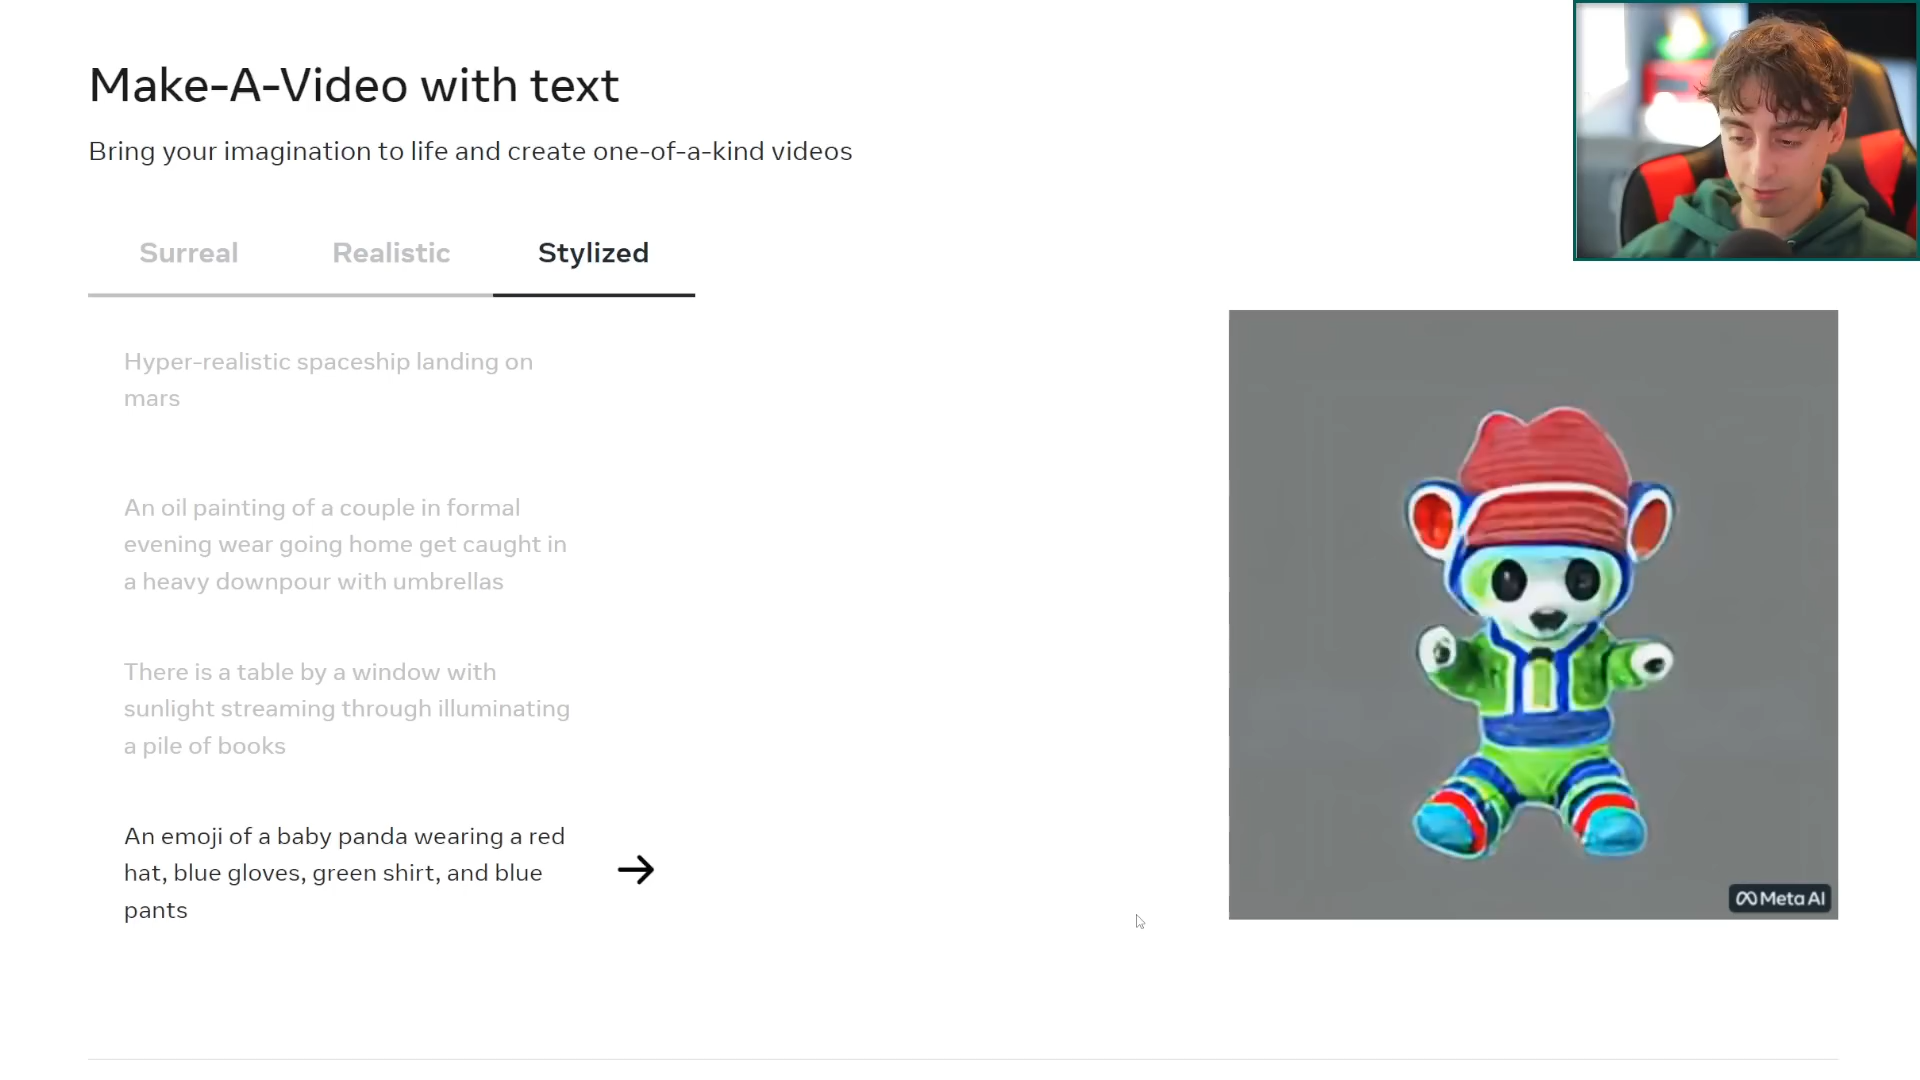 Make-A-Video with text
Bring your imagination to life and create one-of-a-kind videos
Surreal
Realistic
Stylized
Hyper-realistic spaceship landing on
mars
An oil painting of a couple in formal
evening wear going home get caught in
a heavy downpour with umbrellas
There is a table by a window with
sunlight streaming through illuminating
a pile of books
An emoji of a baby panda wearing a red
hat, blue gloves, green shirt, and blue
pants
Meta AI